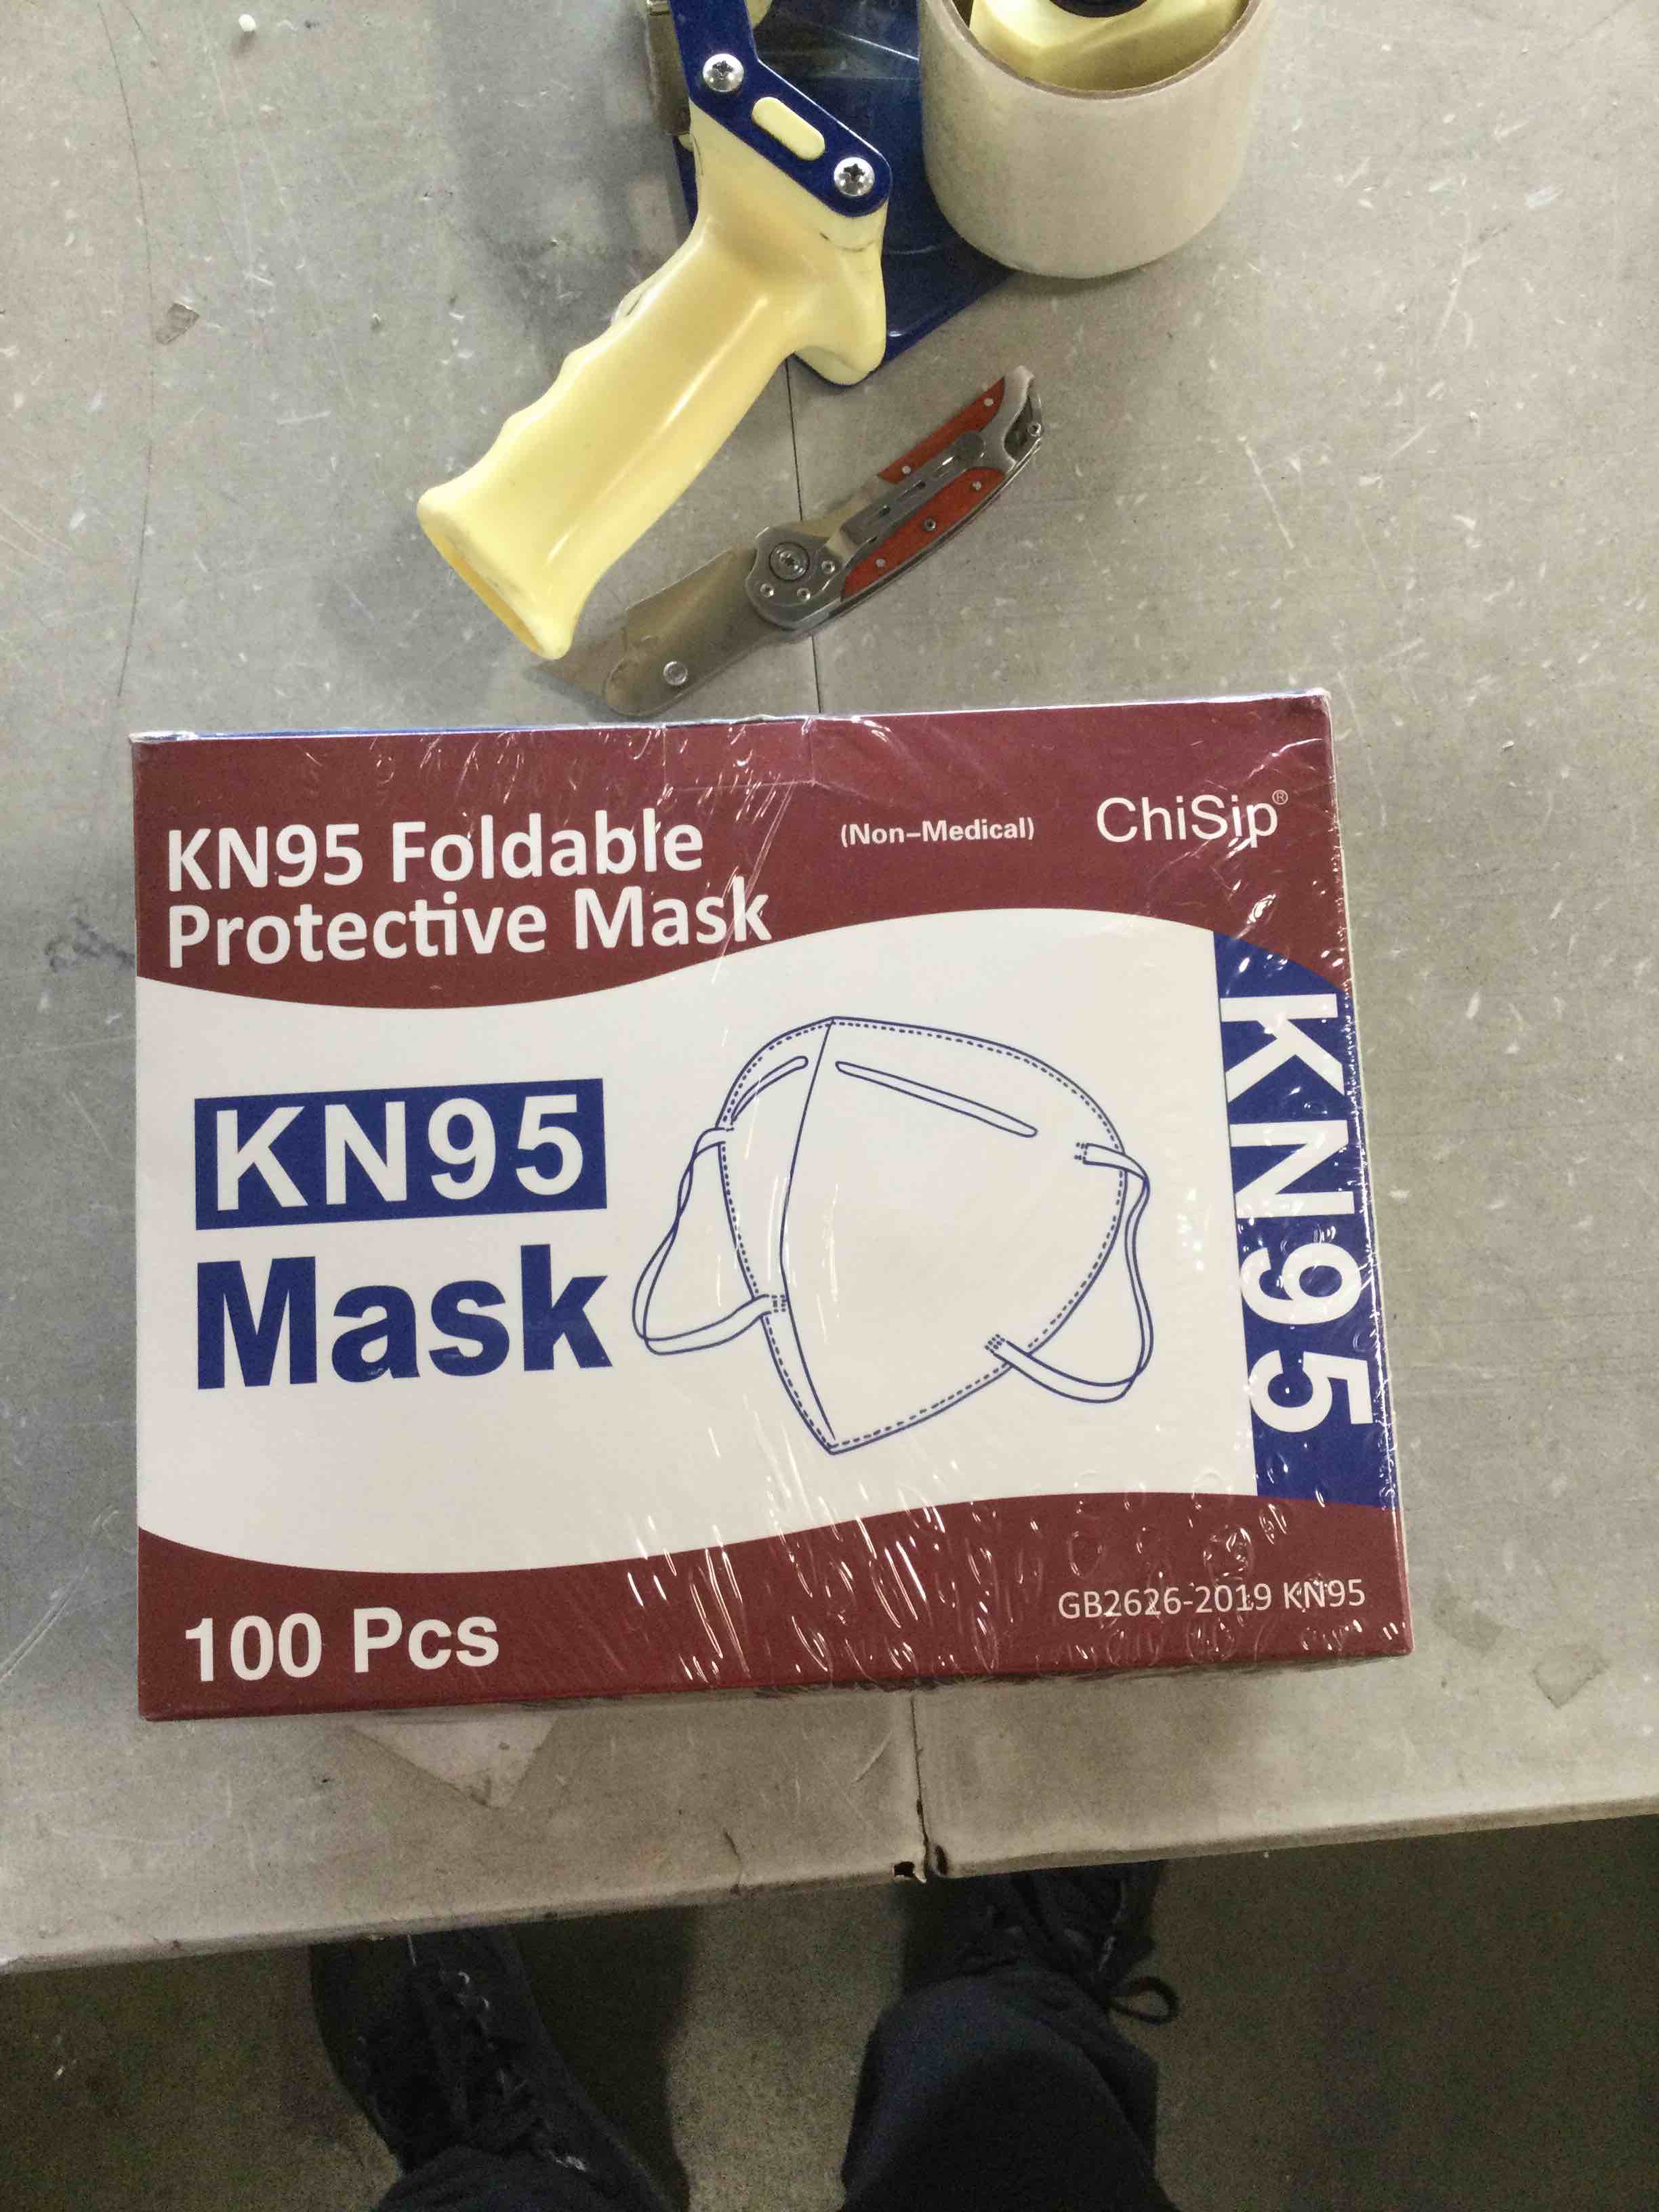 KN95 Foldable
Protective Mask
(Non-Medical)
ChiSip®
KN95
Mask
KN95
100 Pcs
GB2626-2019 KN95